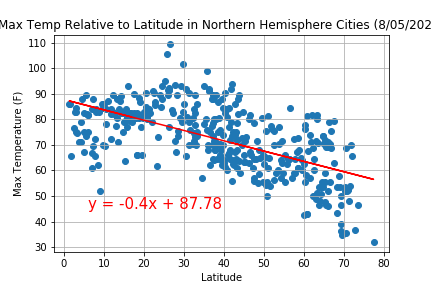 Max Temp Relative to Latitude in Northern Hemisphere Cities (8/05/202
110
100
90
80
70
60
50
40
30
Max Temperature (F)
y = -0.4x + 87.78
0 10 20 30 40 50 60 70 80
Latitude